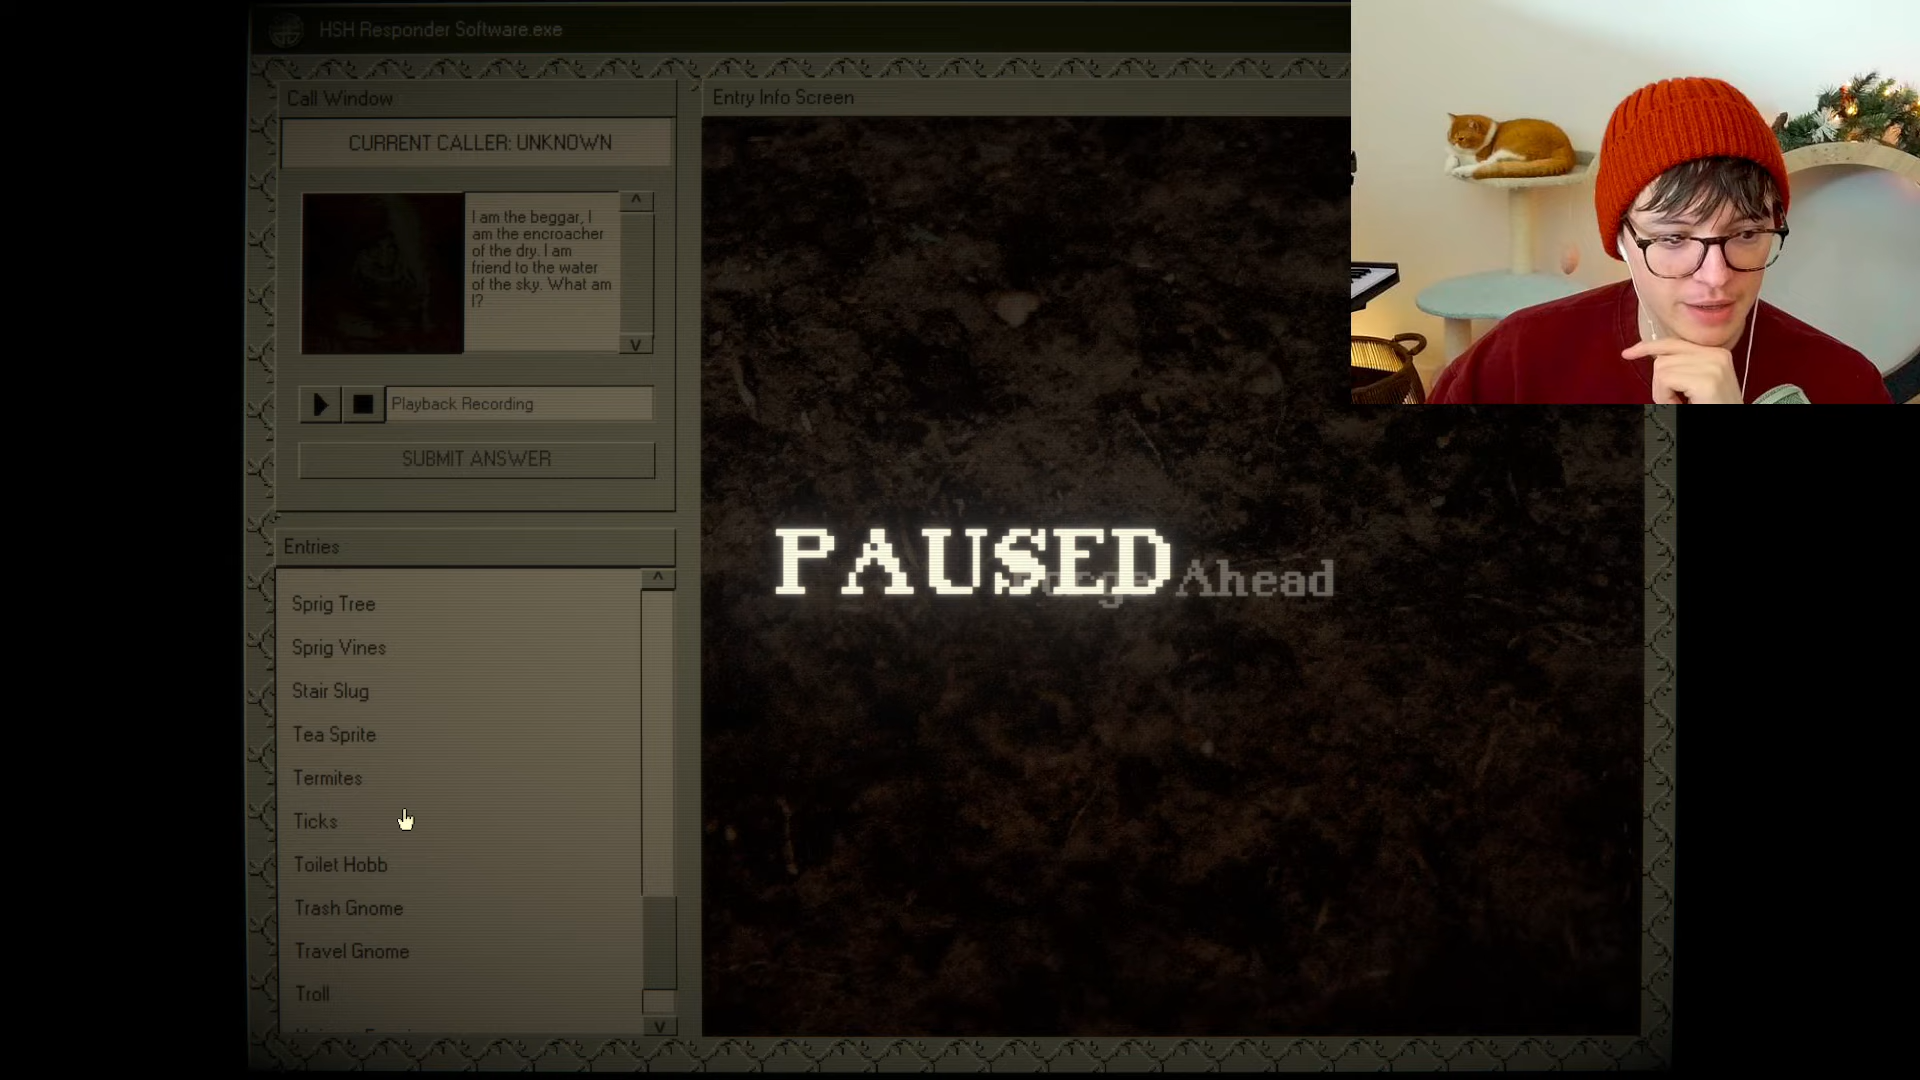 HSH Responder Software.exe
Call Window
CURRENT CALLER: UNKNOWN
I am the beggar, I
am the encroacher
of the dry. I am
friend to the water
of the sky. What am
I?
Playback Recording
SUBMIT ANSWER
Entries
Sprig Tree
Sprig Vines
Stair Slug
Tea Sprite
Termites
Ticks
Toilet Hobb
Trash Gnome
Travel Gnome
Troll
Entry Info Screen
PAUSED
Ahead